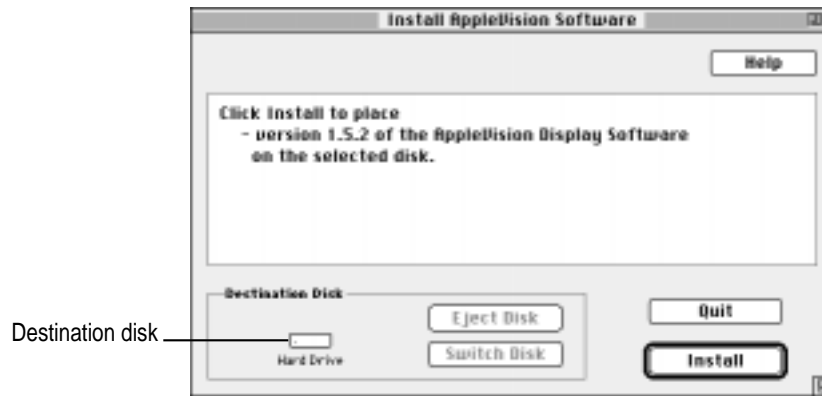 Install AppleVision Software
Help
Click Install to place
- version 1.5.2 of the AppleVision Display Software
on the selected disk.
Destination Disk
Eject Disk
Quit
Destination disk
Hard Drive
Switch Disk
Install